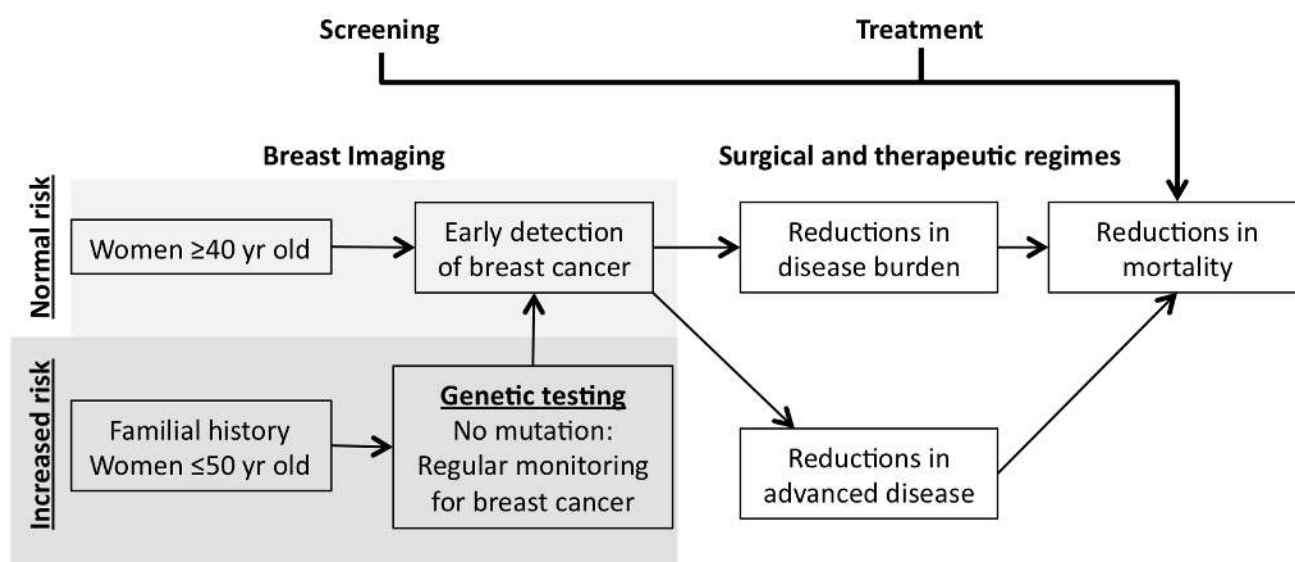 Screening
Treatment
Breast Imaging
Surgical and therapeutic regimes
Normal risk
Women ≥40 yr old
Early detection
of breast cancer
Reductions in
disease burden
Reductions in
mortality
Increased risk
Familial history
Women ≤50 yr old
Genetic testing
No mutation:
Regular monitoring
for breast cancer
Reductions in
advanced disease